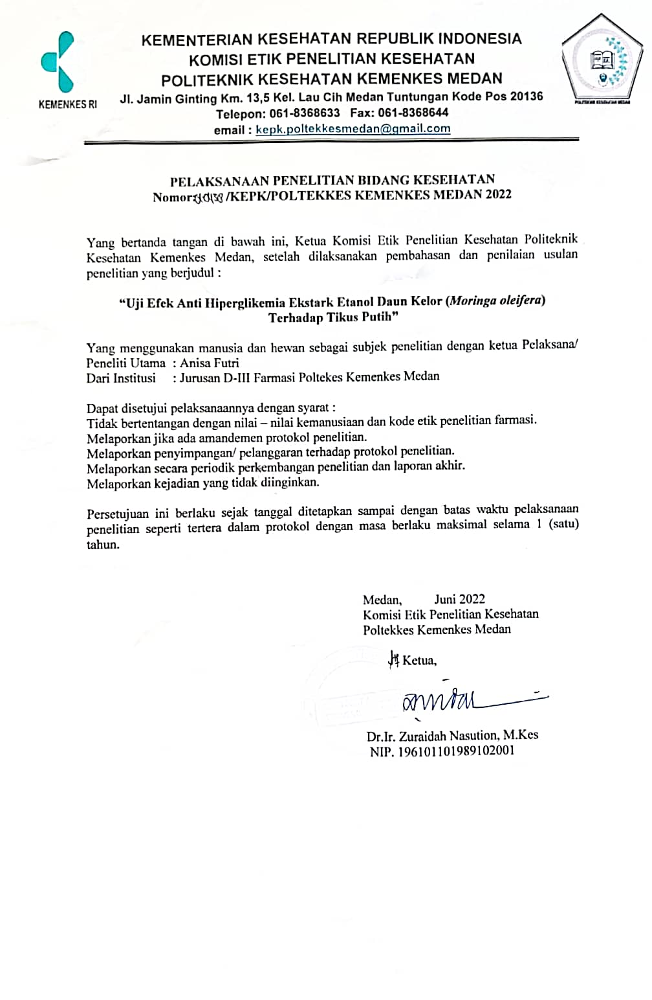 KEMENTERIAN KESEHATAN REPUBLIK INDONESIA
KOMISI ETIK PENELITIAN KESEHATAN
POLITEKNIK KESEHATAN KEMENKES MEDAN
Jl. Jamin Ginting Km. 13,5 Kel. Lau Cih Medan Tuntungan Kode Pos 20136
Telepon: 061-8368633 Fax: 061-8368644
email : kepk.poltekkesmedan@gmail.com
KEMENKES RI
POLITEKNIK KESEHATAN MEDAN
PELAKSANAAN PENELITIAN BIDANG KESEHATAN
Nomor: /KEPK/POLTEKKES KEMENKES MEDAN 2022
Yang bertanda tangan di bawah ini, Ketua Komisi Etik Penelitian Kesehatan Politeknik
Kesehatan Kemenkes Medan, setelah dilaksanakan pembahasan dan penilaian usulan
penelitian yang berjudul :
“Uji Efek Anti Hiperglikemia Ekstark Etanol Daun Kelor (Moringa oleifera)
Terhadap Tikus Putih”
Yang menggunakan manusia dan hewan sebagai subjek penelitian dengan ketua Pelaksana/
Peneliti Utama : Anisa Futri
Dari Institusi : Jurusan D-III Farmasi Poltekes Kemenkes Medan
Dapat disetujui pelaksanaannya dengan syarat :
Tidak bertentangan dengan nilai – nilai kemanusiaan dan kode etik penelitian farmasi.
Melaporkan jika ada amandemen protokol penelitian.
Melaporkan penyimpangan/ pelanggaran terhadap protokol penelitian.
Melaporkan secara periodik perkembangan penelitian dan laporan akhir.
Melaporkan kejadian yang tidak diinginkan.
Persetujuan ini berlaku sejak tanggal ditetapkan sampai dengan batas waktu pelaksanaan
penelitian seperti tertera dalam protokol dengan masa berlaku maksimal selama 1 (satu)
tahun.
Medan, Juni 2022
Komisi Etik Penelitian Kesehatan
Poltekkes Kemenkes Medan
Ketua,
Dr.Ir. Zuraidah Nasution, M.Kes
NIP. 196101101989102001